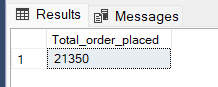 Results Messages
Total_order_placed
1 21350